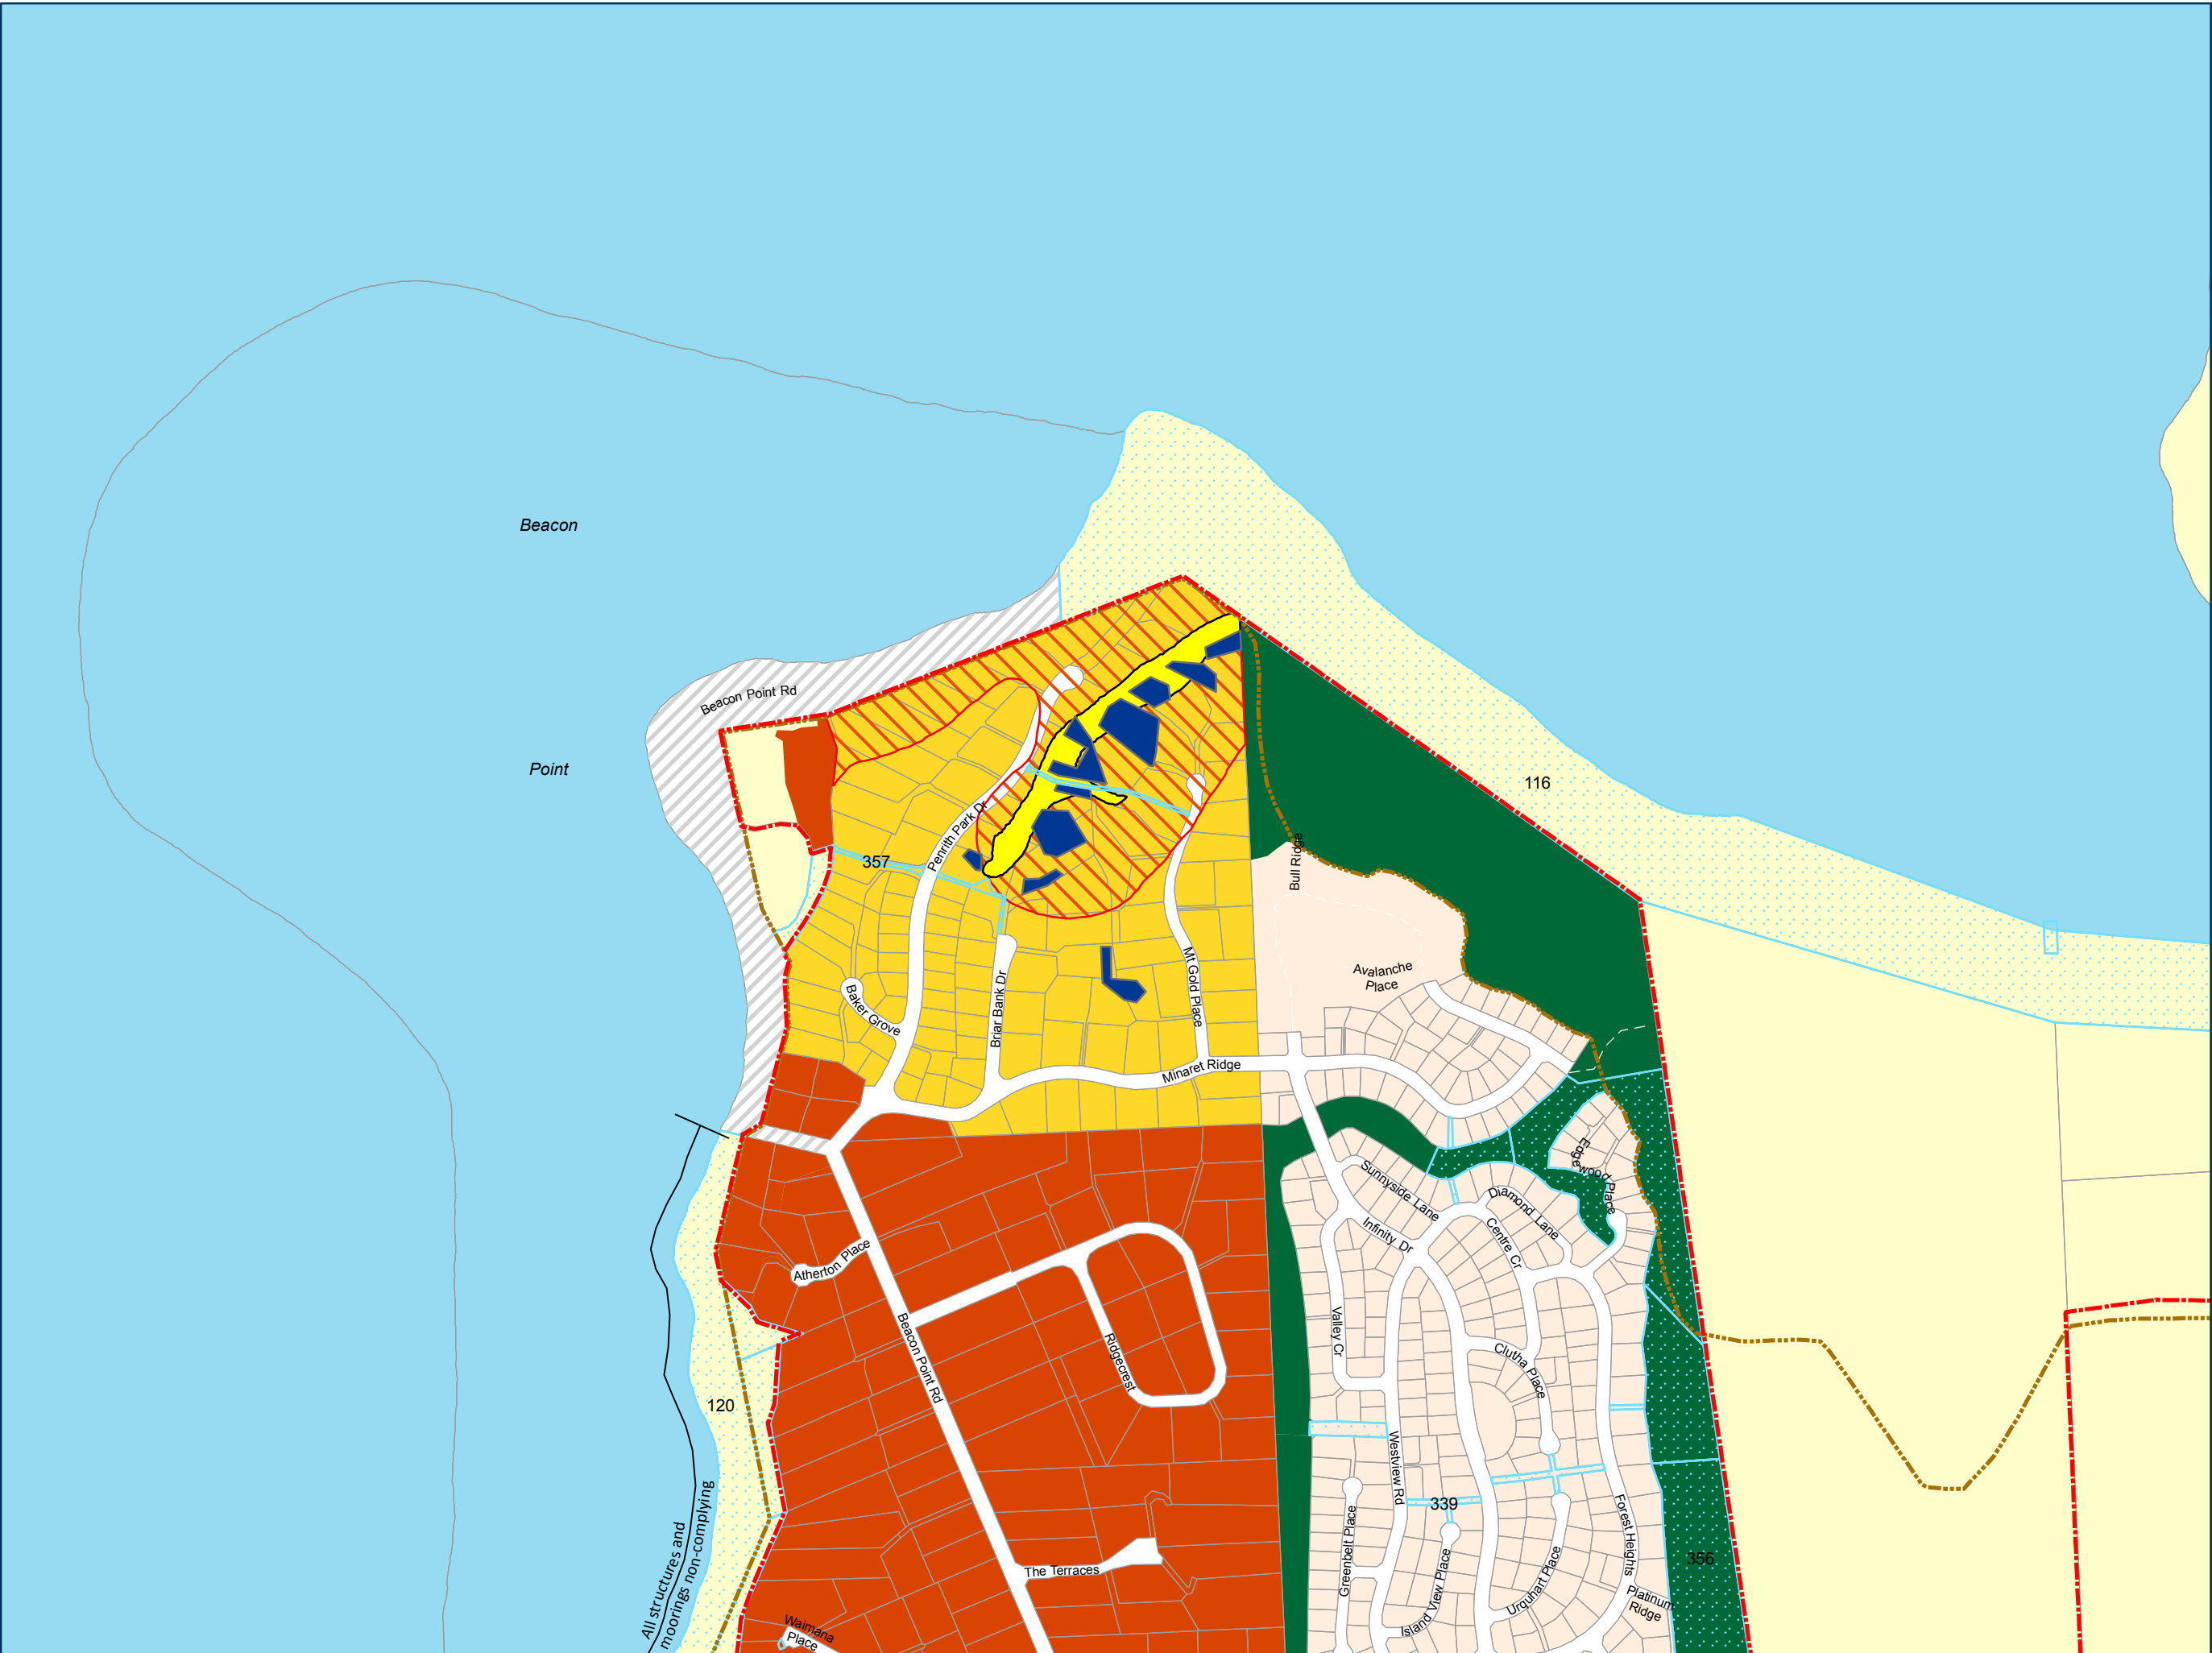 Beacon
Point
Beacon Point Rd
116
357
Penrith Park Dr
Bull Ridge
Avalanche
Place
Mt Gold Place
Baker Grove
Briar Bank Dr
Minaret Ridge
Edge
wood Place
Sunnyside Lane
Diamond Lane
Infinity Dr
Centre Cr
Atherton Place
Valley Cr
Clutha Place
Beacon Point Rd
Ridgecrest
120
Westview Rd
339
Forest Heights
Greenbelt Place
Island View Place
Urquhart Place
356
Platinum
Ridge
The Terraces
All structures and
moorings non-complying
Waimana
Place